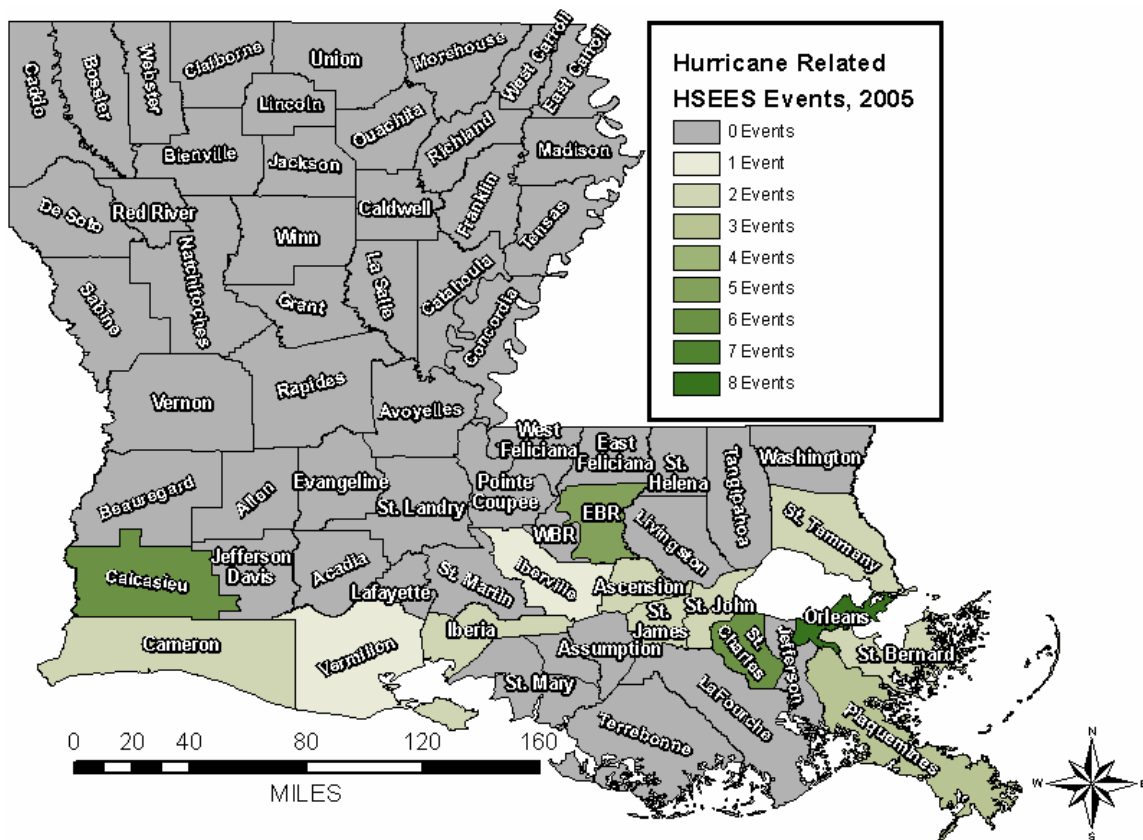 Hurricane Related
HSEES Events, 2005
0 Events
1 Event
2 Events
3 Events
4 Events
5 Events
6 Events
7 Events
8 Events
Caddo
Bossier
Webster
Claiborne
Union
Morehouse
West Carroll
East Carroll
Lincoln
Ouachita
Richland
Madison
Bienville
Jackson
De Soto
Red River
Caldwell
Franklin
Tensas
Winn
Natchitoches
Sabine
Grant
La Salle
Catahoula
Concordia
Vernon
Rapides
Avoyelles
West
Feliciana
East
Feliciana
St.
Helena
Tangipahoa
Washington
Beauregard
Allen
Evangeline
St. Landry
Pointe
Coupee
WBR
EBR
Livingston
St. Tammeny
Calcasieu
Jefferson
Davis
Acadia
Lafayette
St. Martin
Iberville
Ascension
St. John
St.
James
Orleans
Cameron
Vermilion
Iberia
Assumption
St.
Charles
Jefferson
St. Bernard
St. Mary
Terrebonne
LaFourche
Plaquemines
0 20 40 80 120 160
MILES
N
W
E
S